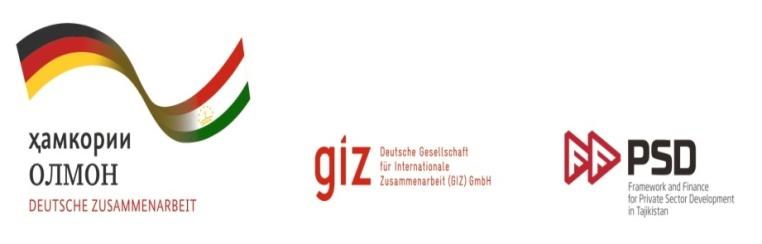 ҳамкории
ОЛМОН
DEUTSCHE ZUSAMMENARBEIT
giz
Deutsche Gesellschaft
für Internationale
Zusammenarbeit (GIZ) GmbH
PSD
Framework and Finance
for Private Sector Development
in Tajikistan